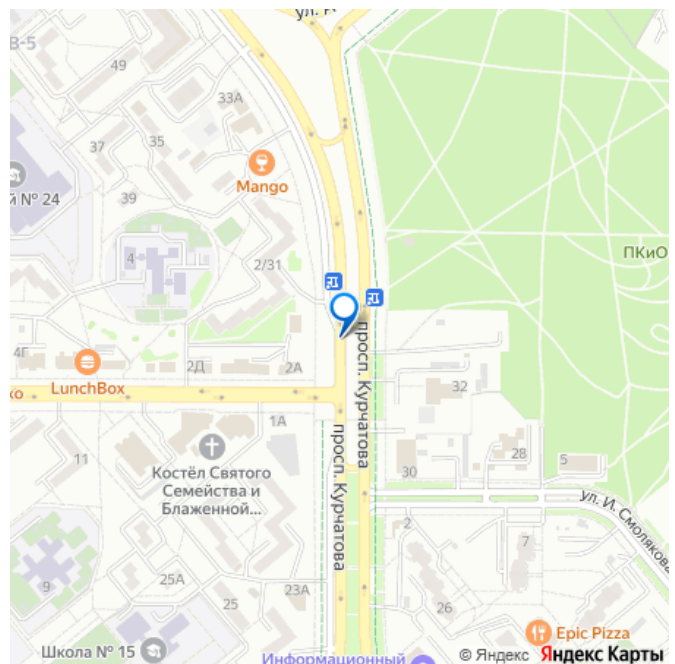 В-5
49
33А
37
35
Mango
й № 24
39
4
2/31
ПКиО
просп. Курчатова
4Г
LunchBox
2Д
2А
32
ко
1А
просп. Курчатова
11
Костёл Святого
Семейства и
Блаженной...
30
28
5
ул. И. Смолякова
2
7
9
25А
25
23А
26
Epic Pizza
Школа № 15
Информационный
© Яндекс Яндекс Карты